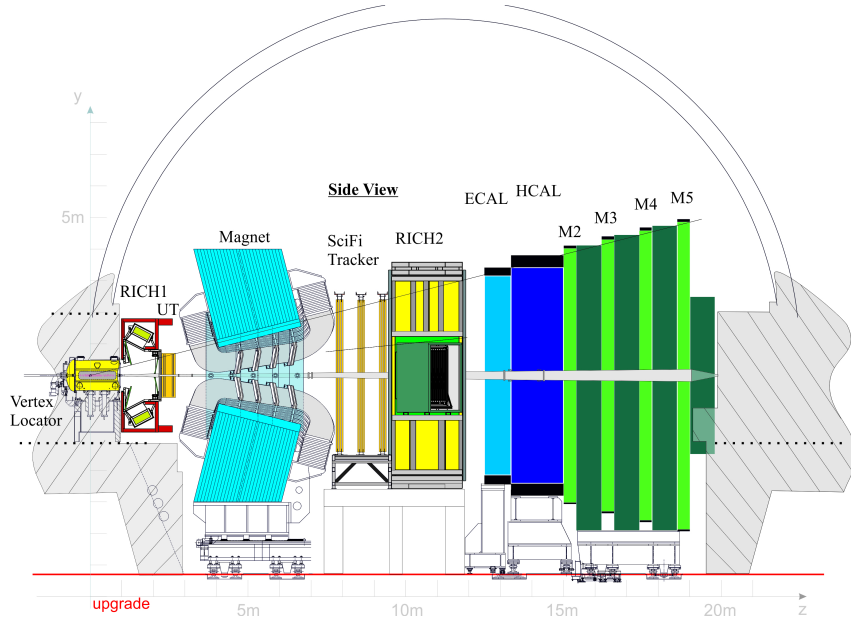 y
Side View
ECAL
HCAL
M5
M4
M3
M2
5m
Magnet
SciFi
Tracker
RICH2
RICH1
UT
Vertex
Locator
upgrade
5m
10m
15m
20m
z